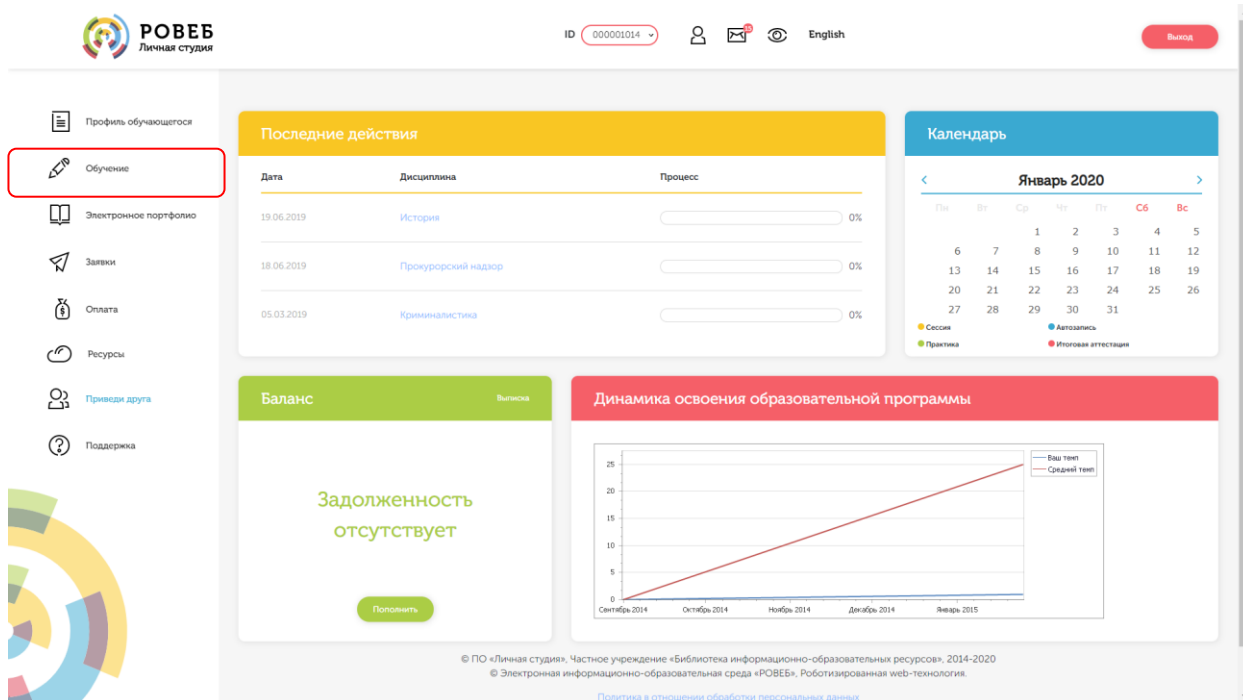 РОВЕБ
Личная студия
ID 000001014
15
English
Выход
Профиль обучающегося
Обучение
Электронное портфолио
Заявки
Оплата
Ресурсы
Приведи друга
Поддержка
Последние действия
Дата Дисциплина Процесс
19.06.2019 История 0%
18.06.2019 Прокурорский надзор 0%
05.03.2019 Криминалистика 0%
Календарь
Январь 2020
Пн Вт Ср Чт Пт Сб Вс
1 2 3 4 5
6 7 8 9 10 11 12
13 14 15 16 17 18 19
20 21 22 23 24 25 26
27 28 29 30 31
Сессия Автозапись
Практика Итоговая аттестация
Баланс Выписка
Задолженность
отсутствует
Пополнить
Динамика освоения образовательной программы
Ваш темп
Средний темп
25
20
15
10
5
0
Сентябрь 2014 Октябрь 2014 Ноябрь 2014 Декабрь 2014 Январь 2015
© ПО «Личная студия», Частное учреждение «Библиотека информационно-образовательных ресурсов», 2014-2020
© Электронная информационно-образовательная среда «РОВЕБ», Роботизированная web-технология.
Политика в отношении обработки персональных данных